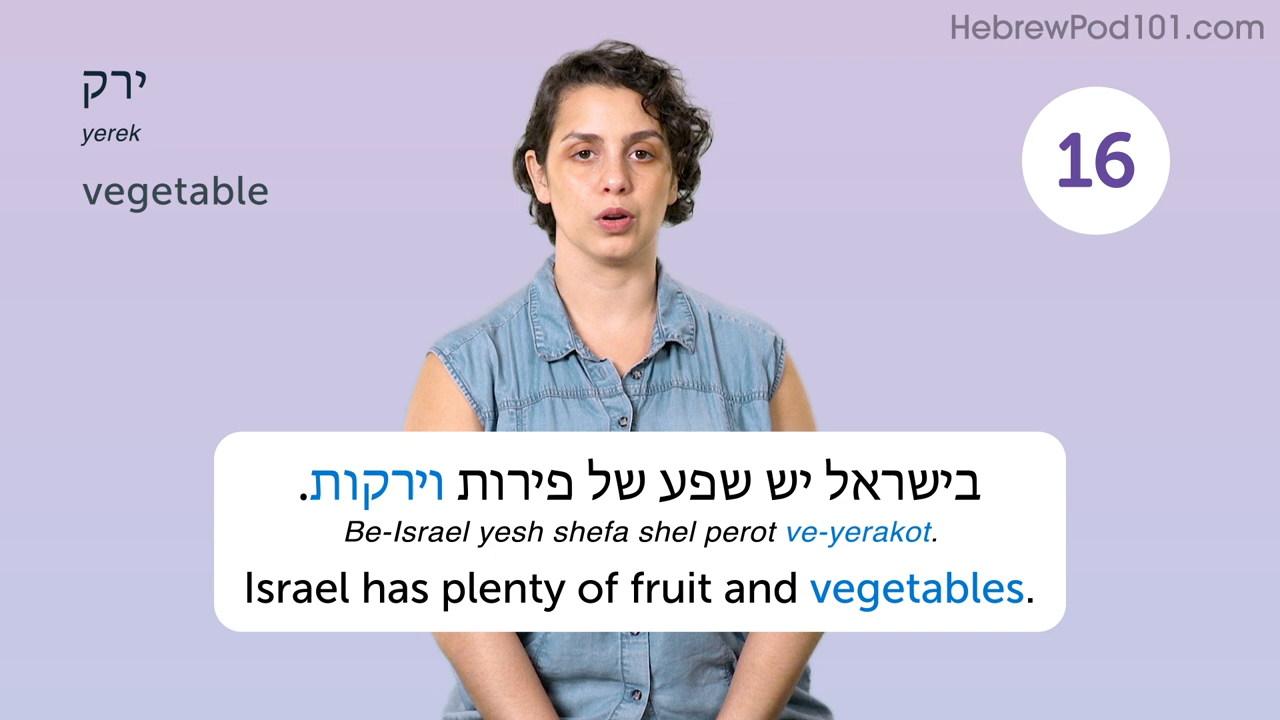 HebrewPod101.com
ירק
yerek
vegetable
16
בישראל יש שפע של פירות וירקות.
Be-Israel yesh shefa shel perot ve-yerakot.
Israel has plenty of fruit and vegetables.